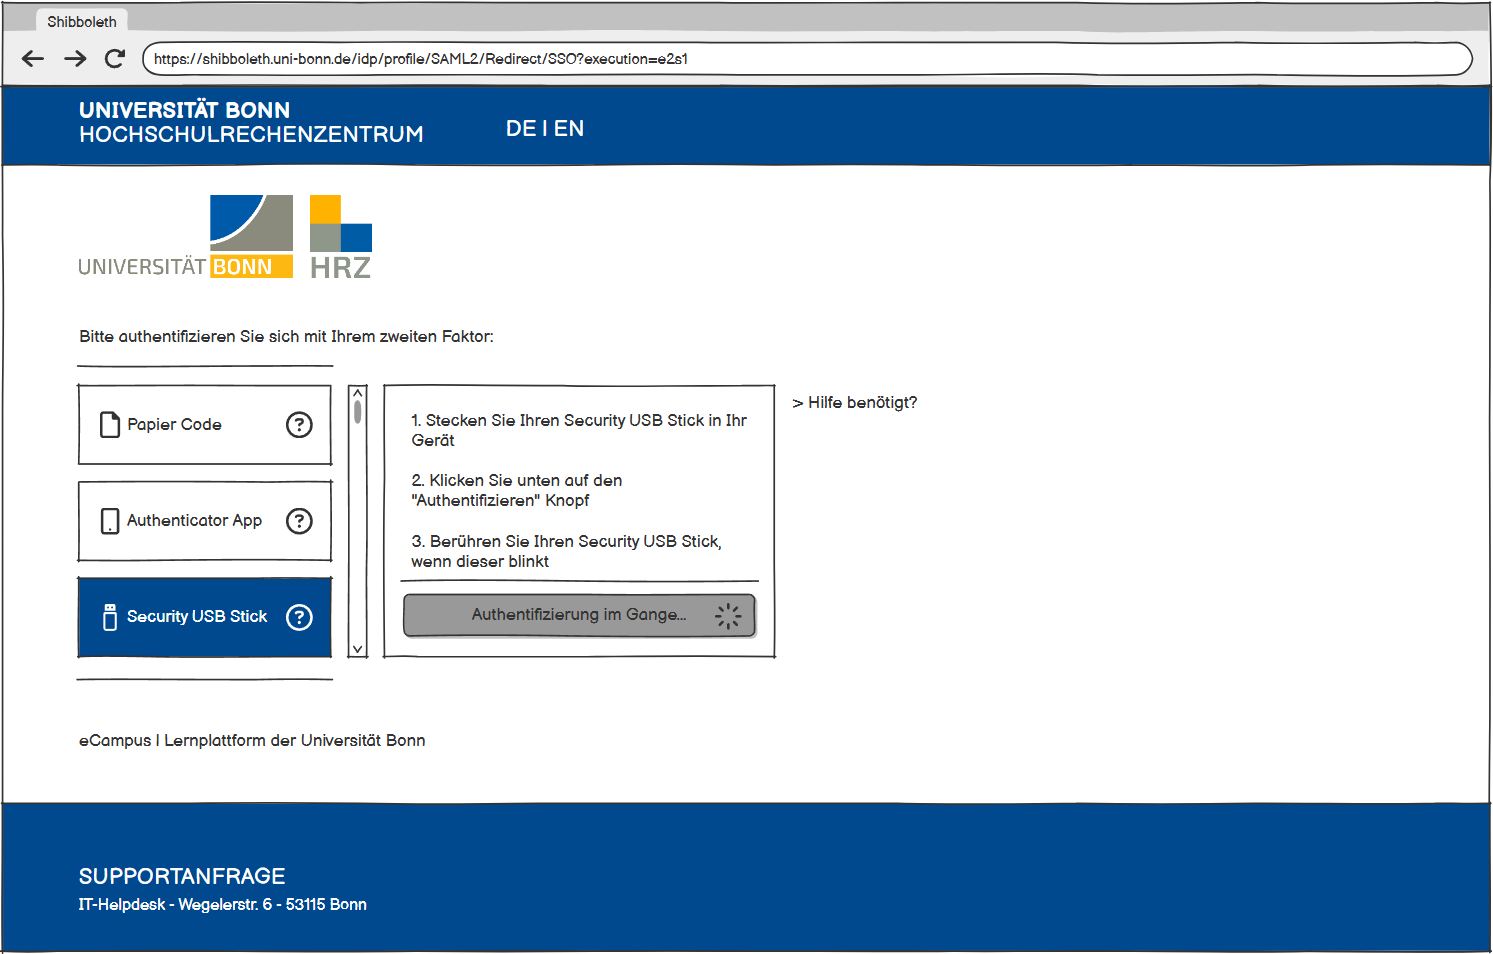 Shibboleth
https://shibboleth.uni-bonn.de/idp/profile/SAML2/Redirect/SSO?execution=e2s1
UNIVERSITÄT BONN
HOCHSCHULRECHENZENTRUM
DE | EN
UNIVERSITÄT BONN
HRZ
Bitte authentifizieren Sie sich mit Ihrem zweiten Faktor:
Papier Code ?
Authenticator App ?
Security USB Stick ?
1. Stecken Sie Ihren Security USB Stick in Ihr
Gerät
2. Klicken Sie unten auf den
"Authentifizieren" Knopf
3. Berühren Sie Ihren Security USB Stick,
wenn dieser blinkt
Authentifizierung im Gange...
> Hilfe benötigt?
eCampus | Lernplattform der Universität Bonn
SUPPORTANFRAGE
IT-Helpdesk - Wegelerstr. 6 - 53115 Bonn